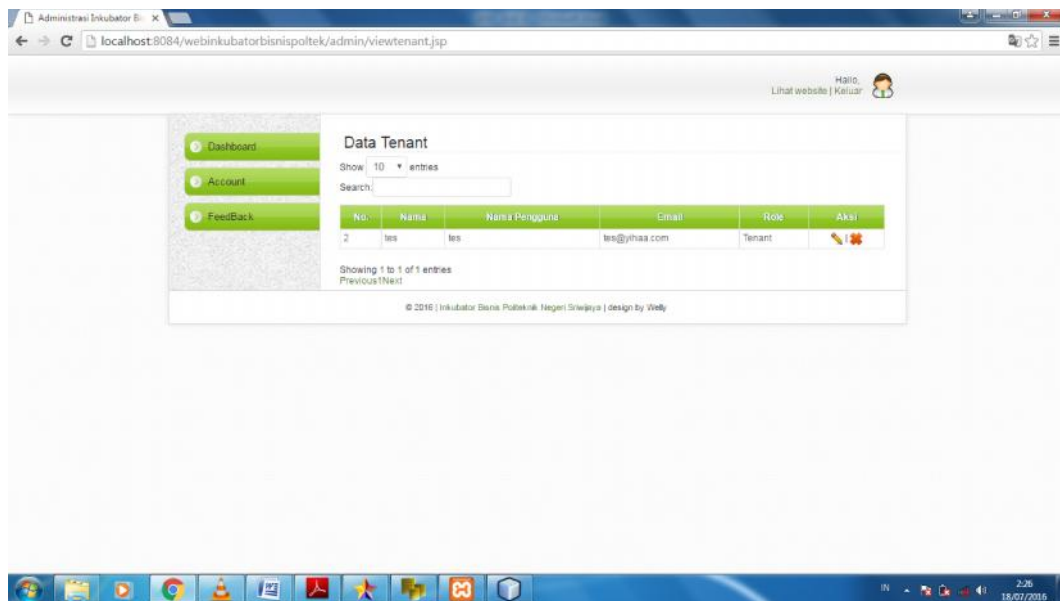 Administrasi Inkubator B
localhost:8084/webinkubatorbisnispoltek/admin/viewtenant.jsp
Hallo,
Lihat website | Keluar
Dashboard
Account
FeedBack
Data Tenant
Show 10 entries
Search:
No. Nama Nama Pengguna Email Role Aksi
2 tes tes tes@yihaa.com Tenant |
Showing 1 to 1 of 1 entries
Previous1Next
© 2016 | Inkubator Bisnis Politeknik Negeri Sriwijaya | design by Welly
IN
2:26
18/07/2016